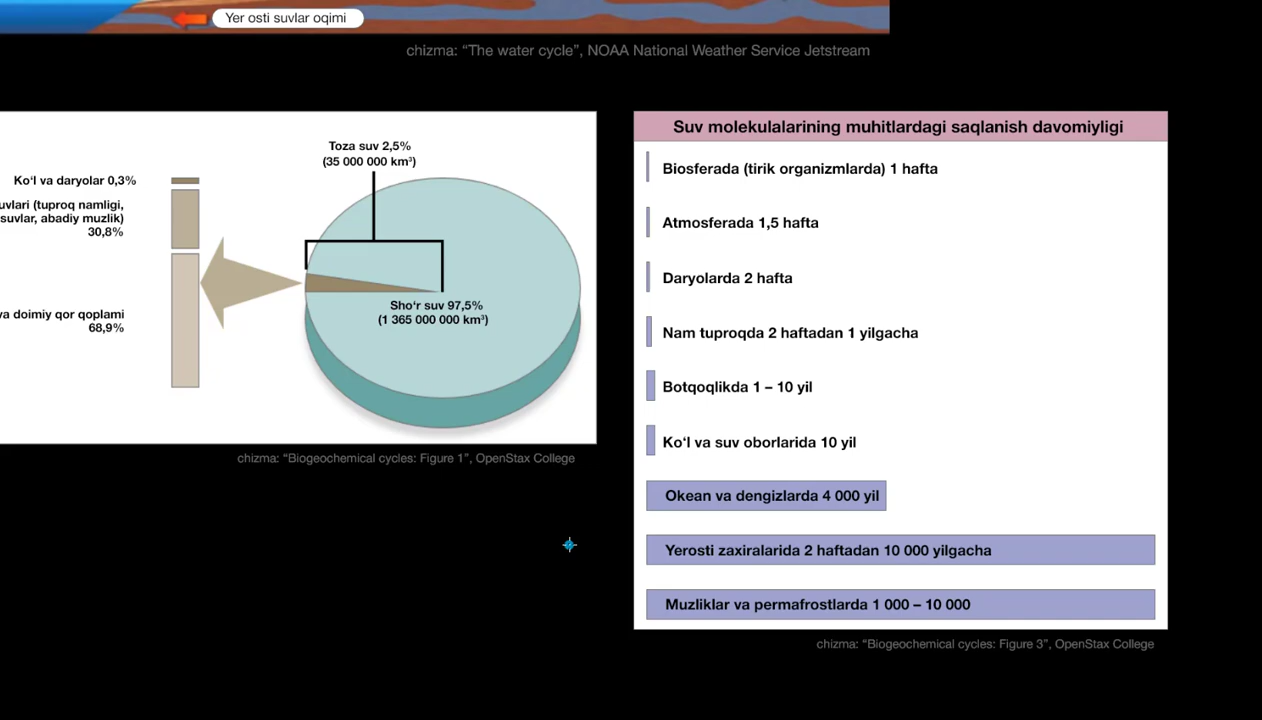 Yer osti suvlar oqimi
chizma: “The water cycle”, NOAA National Weather Service Jetstream
Toza suv 2,5%
(35 000 000 km³)
Ko‘l va daryolar 0,3%
(tuproq namligi,
suvlar, abadiy muzlik)
30,8%
Sho‘r suv 97,5%
(1 365 000 000 km³)
va doimiy qor qoplami
68,9%
chizma: “Biogeochemical cycles: Figure 1”, OpenStax College
Suv molekulalarining muhitlardagi saqlanish davomiyligi
Biosferada (tirik organizmlarda) 1 hafta
Atmosferada 1,5 hafta
Daryolarda 2 hafta
Nam tuproqda 2 haftadan 1 yilgacha
Botqoqlikda 1 – 10 yil
Ko‘l va suv oborlarida 10 yil
Okean va dengizlarda 4 000 yil
Yerosti zaxiralarida 2 haftadan 10 000 yilgacha
Muzliklar va permafrostlarda 1 000 – 10 000
chizma: “Biogeochemical cycles: Figure 3”, OpenStax College